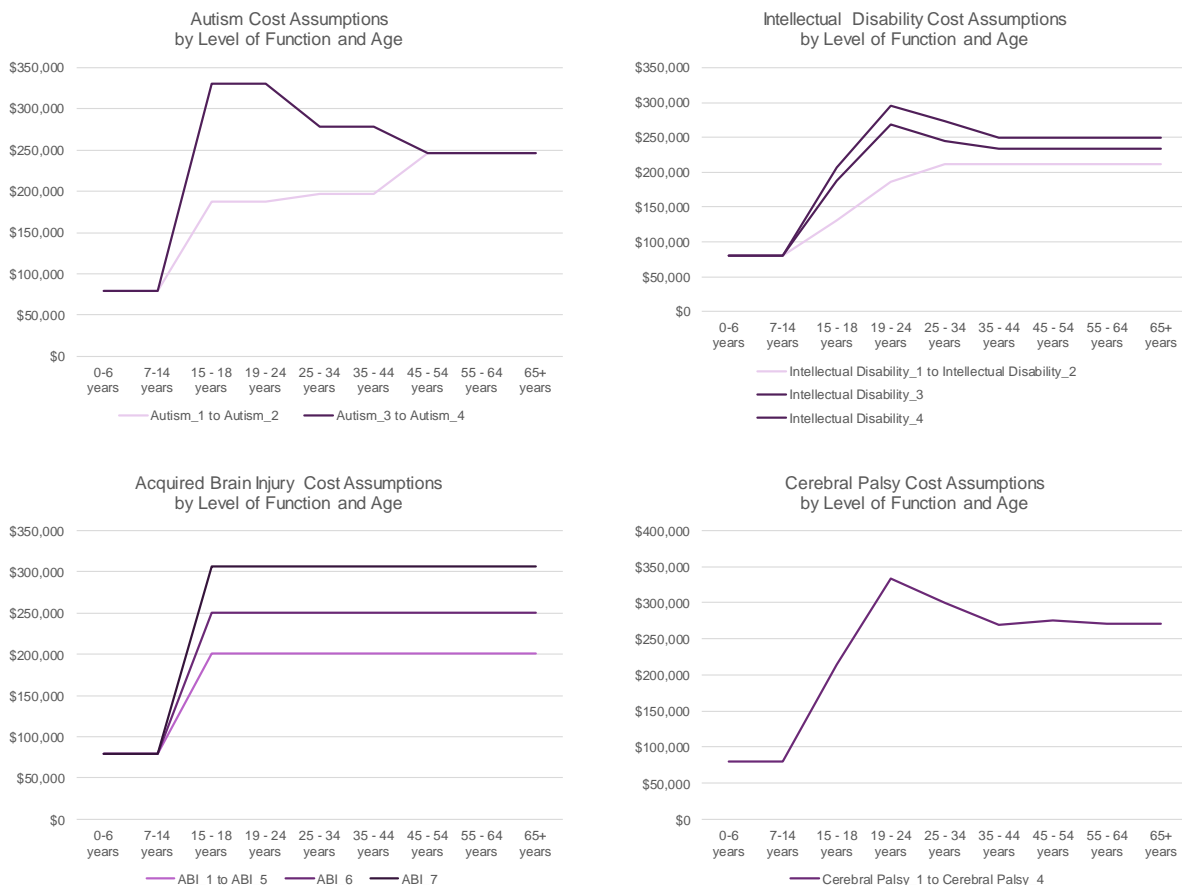 Autism Cost Assumptions
by Level of Function and Age
$350,000
$300,000
$250,000
$200,000
$150,000
$100,000
$50,000
$0
0-6 years
7-14 years
15 - 18 years
19 - 24 years
25 - 34 years
35 - 44 years
45 - 54 years
55 - 64 years
65+ years
Autism_1 to Autism_2
Autism_3 to Autism_4
Intellectual Disability Cost Assumptions
by Level of Function and Age
$350,000
$300,000
$250,000
$200,000
$150,000
$100,000
$50,000
$0
0-6 years
7-14 years
15 - 18 years
19 - 24 years
25 - 34 years
35 - 44 years
45 - 54 years
55 - 64 years
65+ years
Intellectual Disability_1 to Intellectual Disability_2
Intellectual Disability_3
Intellectual Disability_4
Acquired Brain Injury Cost Assumptions
by Level of Function and Age
$350,000
$300,000
$250,000
$200,000
$150,000
$100,000
$50,000
$0
0-6 years
7-14 years
15 - 18 years
19 - 24 years
25 - 34 years
35 - 44 years
45 - 54 years
55 - 64 years
65+ years
ABI_1 to ABI_5
ABI_6
ABI_7
Cerebral Palsy Cost Assumptions
by Level of Function and Age
$400,000
$350,000
$300,000
$250,000
$200,000
$150,000
$100,000
$50,000
$0
0-6 years
7-14 years
15 - 18 years
19 - 24 years
25 - 34 years
35 - 44 years
45 - 54 years
55 - 64 years
65+ years
Cerebral Palsy_1 to Cerebral Palsy_4